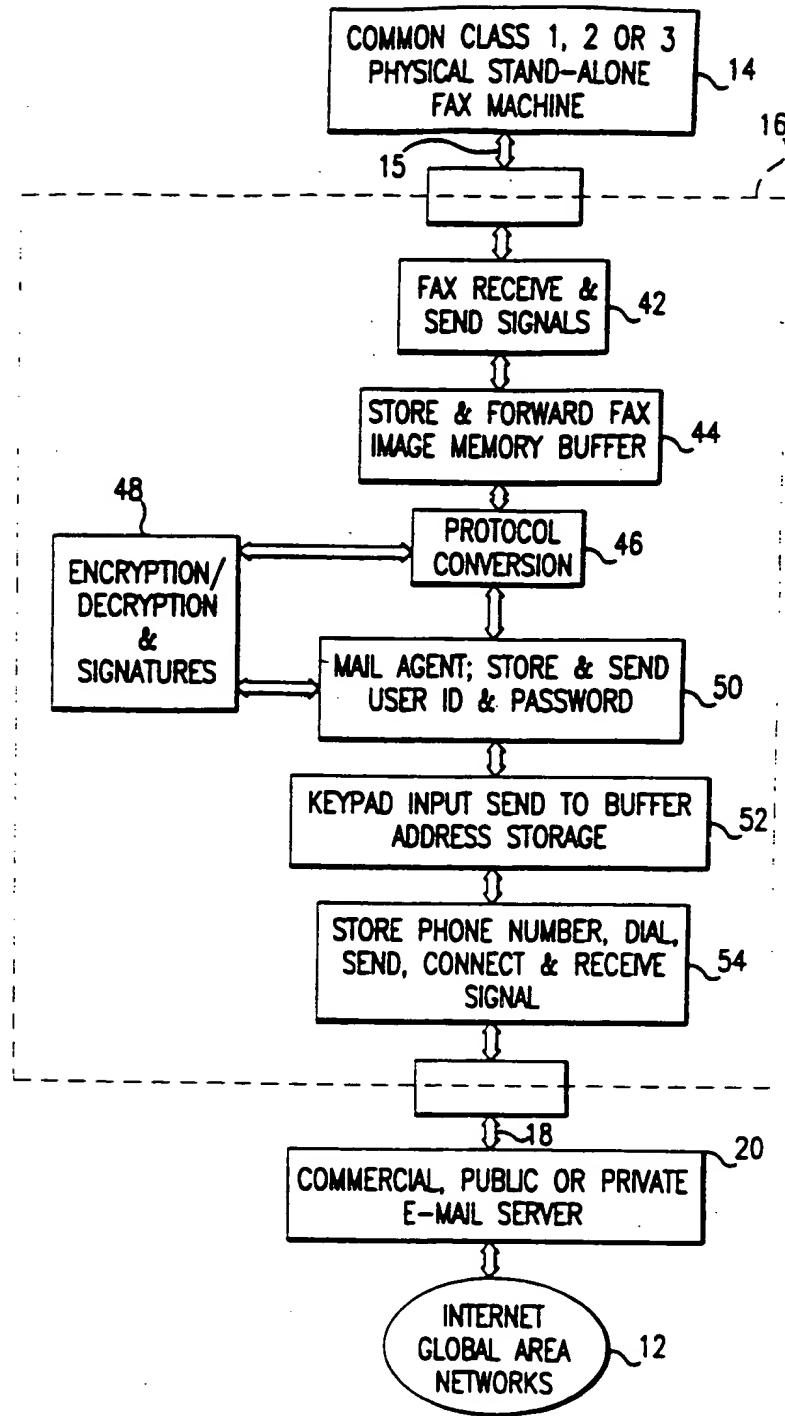 COMMON CLASS 1, 2 OR 3
PHYSICAL STAND-ALONE
FAX MACHINE
14
15
16
FAX RECEIVE &
SEND SIGNALS
42
STORE & FORWARD FAX
IMAGE MEMORY BUFFER
44
48
ENCRYPTION/
DECRYPTION
&
SIGNATURES
PROTOCOL
CONVERSION
46
MAIL AGENT; STORE & SEND
USER ID & PASSWORD
50
KEYPAD INPUT SEND TO BUFFER
ADDRESS STORAGE
52
STORE PHONE NUMBER, DIAL,
SEND, CONNECT & RECEIVE
SIGNAL
54
18
20
COMMERCIAL, PUBLIC OR PRIVATE
E-MAIL SERVER
INTERNET
GLOBAL AREA
NETWORKS
12